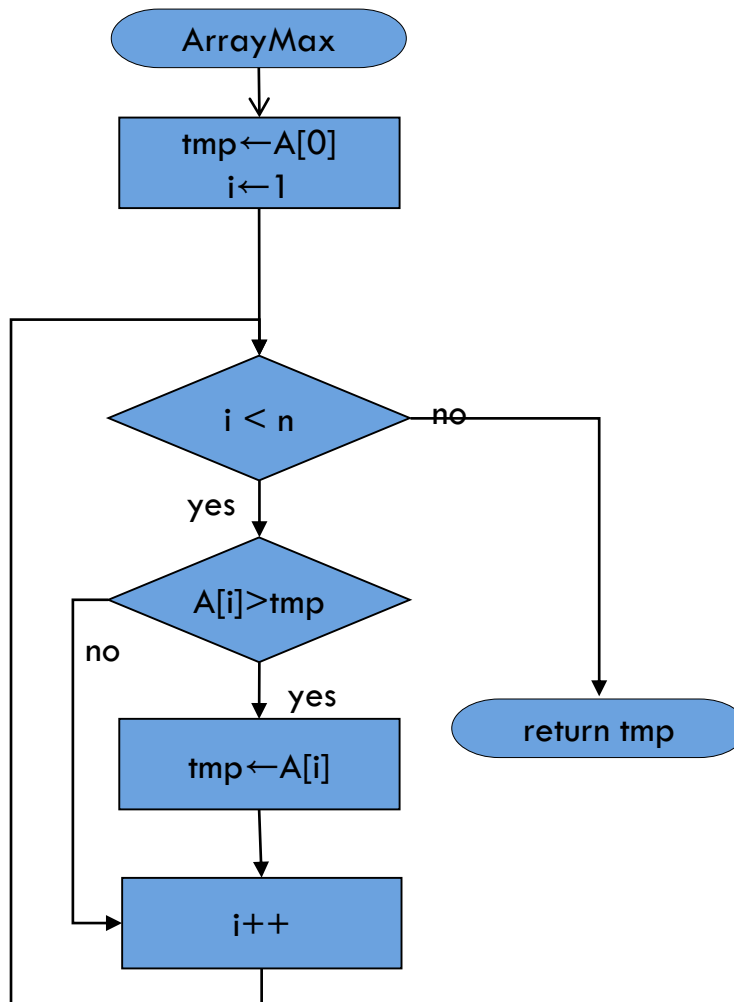 ArrayMax
tmp←A[0]
i←1
i < n
no
yes
A[i]>tmp
no
yes
tmp←A[i]
return tmp
i++